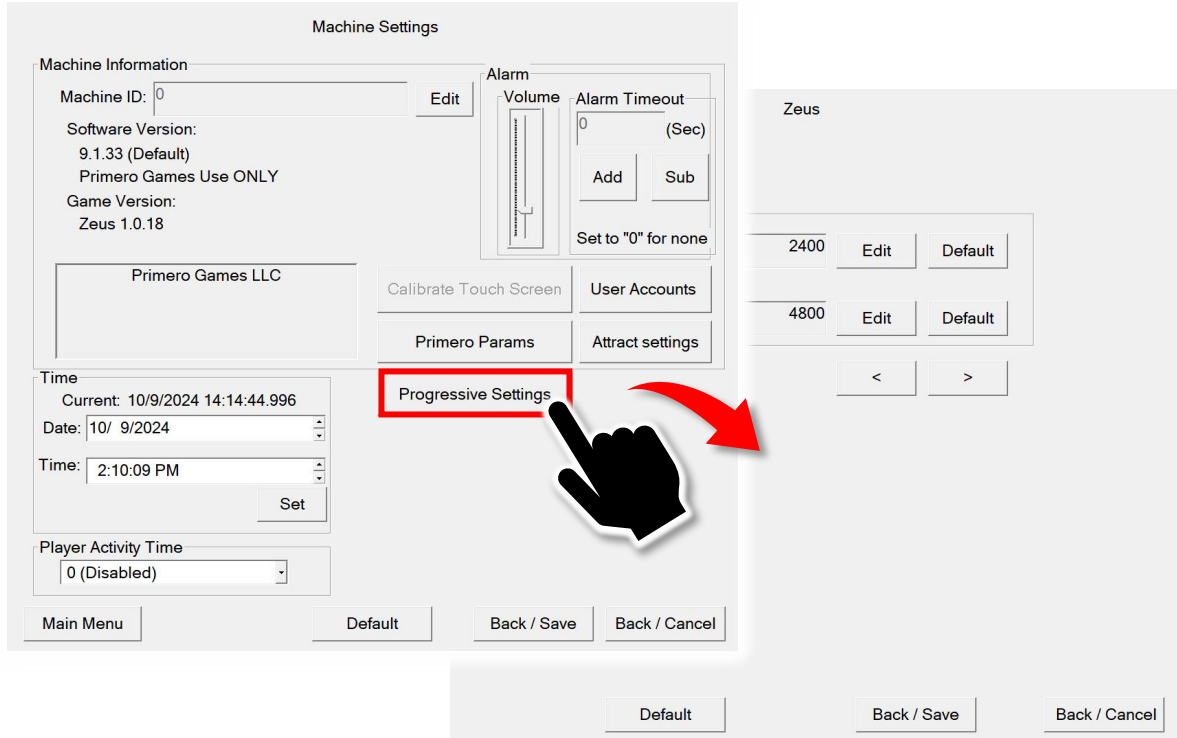 Machine Settings
Machine Information
Machine ID: 0
Edit
Software Version:
9.1.33 (Default)
Primero Games Use ONLY
Game Version:
Zeus 1.0.18
Alarm
Volume
Alarm Timeout
0 (Sec)
Add Sub
Set to "0" for none
Primero Games LLC
Calibrate Touch Screen
User Accounts
Primero Params
Attract settings
Progressive Settings
Time
Current: 10/9/2024 14:14:44.996
Date: 10/ 9/2024
Time: 2:10:09 PM
Set
Player Activity Time
0 (Disabled)
Main Menu
Default
Back / Save
Back / Cancel
Zeus
2400 Edit Default
4800 Edit Default
< >
Default
Back / Save
Back / Cancel